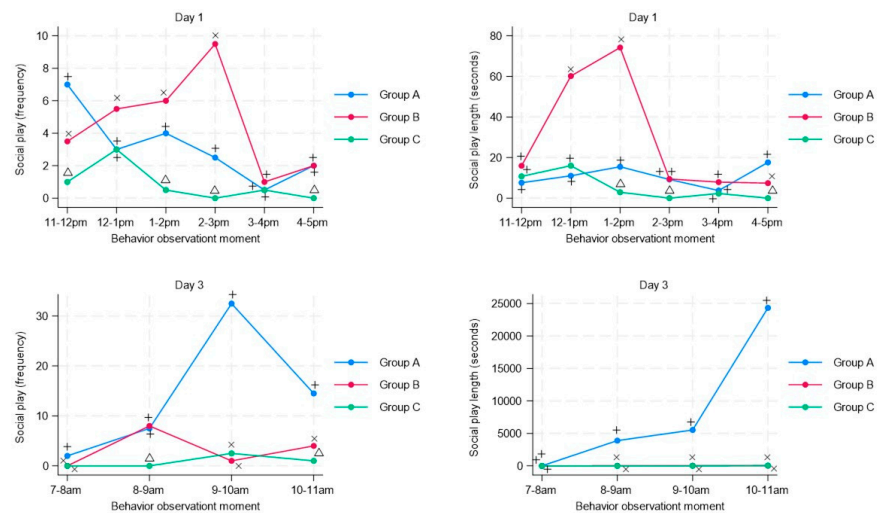 Day 1
Social play (frequency)
10
8
6
4
2
0
11-12pm 12-1pm 1-2pm 2-3pm 3-4pm 4-5pm
Behavior observationt moment
Group A
Group B
Group C
Day 1
Social play length (seconds)
80
60
40
20
0
11-12pm 12-1pm 1-2pm 2-3pm 3-4pm 4-5pm
Behavior observationt moment
Group A
Group B
Group C
Day 3
Social play (frequency)
30
20
10
0
7-8am 8-9am 9-10am 10-11am
Behavior observationt moment
Group A
Group B
Group C
Day 3
Social play length (seconds)
25000
20000
15000
10000
5000
0
7-8am 8-9am 9-10am 10-11am
Behavior observationt moment
Group A
Group B
Group C